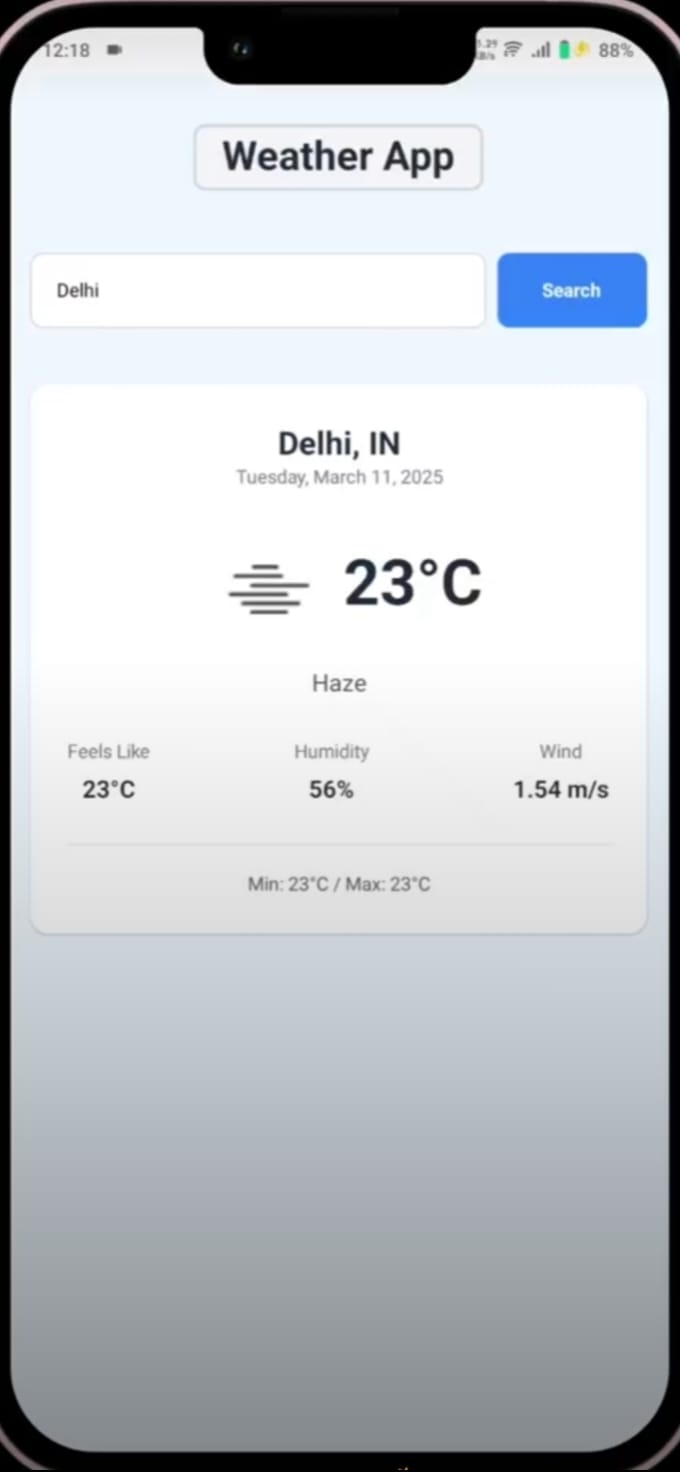 12:18
88%
Weather App
Delhi
Search
Delhi, IN
Tuesday, March 11, 2025
23°C
Haze
Feels Like Humidity Wind
23°C 56% 1.54 m/s
Min: 23°C / Max: 23°C